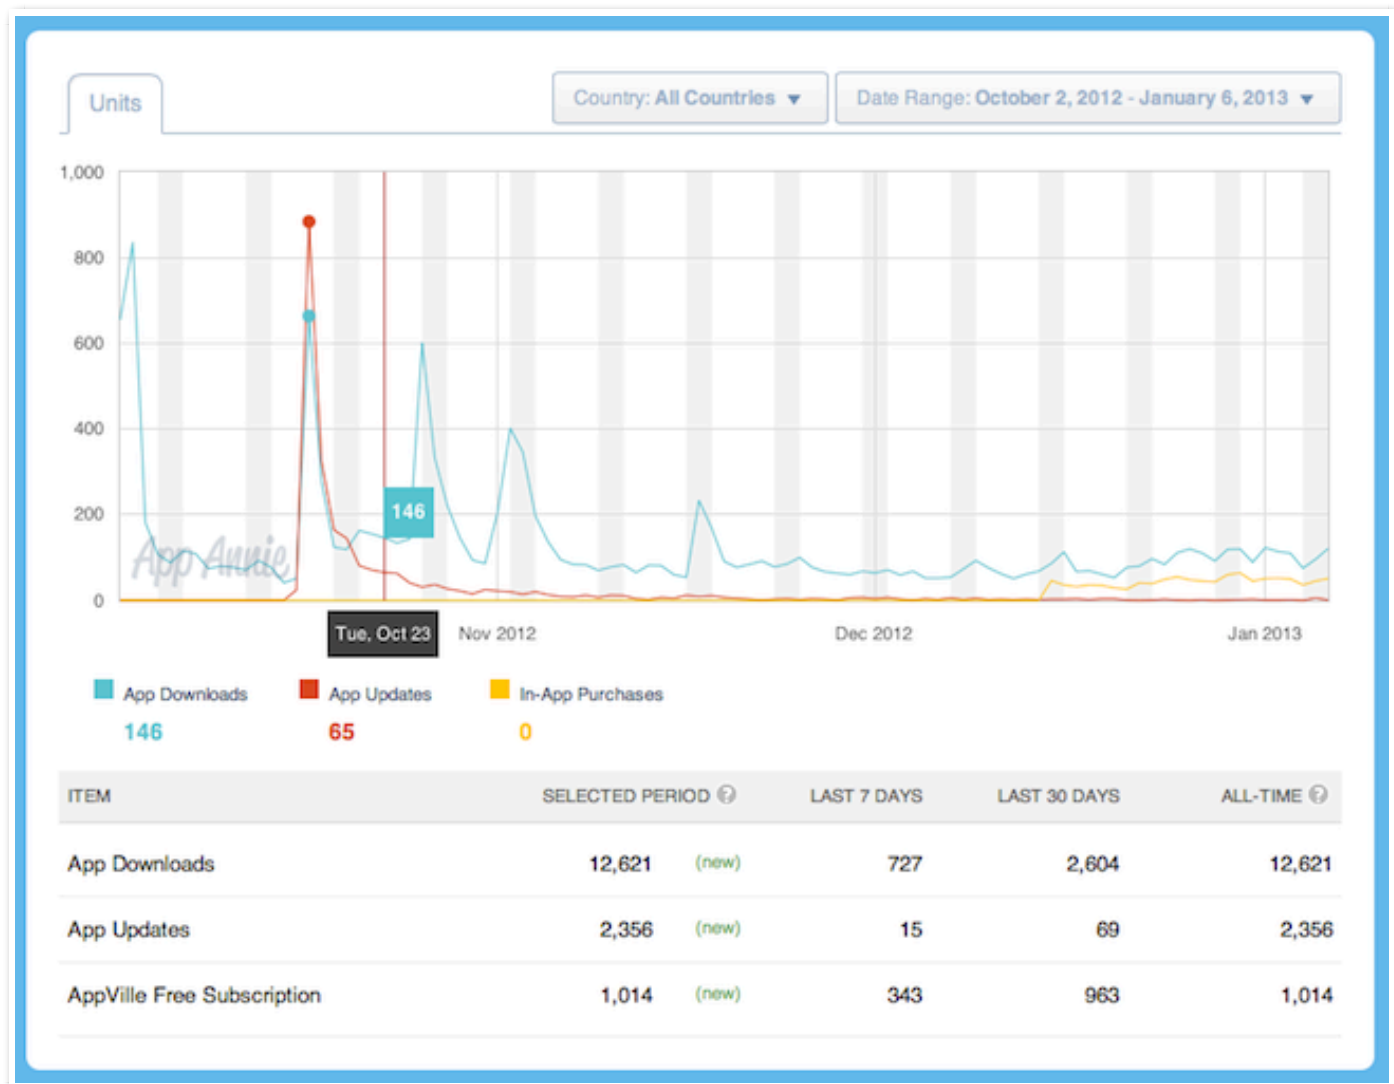 Units
Country: All Countries ▼
Date Range: October 2, 2012 - January 6, 2013 ▼
1,000
800
600
400
200
0
146
App Annie
Tue, Oct 23
Nov 2012
Dec 2012
Jan 2013
App Downloads
146
App Updates
65
In-App Purchases
0
ITEM SELECTED PERIOD ? LAST 7 DAYS LAST 30 DAYS ALL-TIME ?
App Downloads 12,621 (new) 727 2,604 12,621
App Updates 2,356 (new) 15 69 2,356
AppVille Free Subscription 1,014 (new) 343 963 1,014